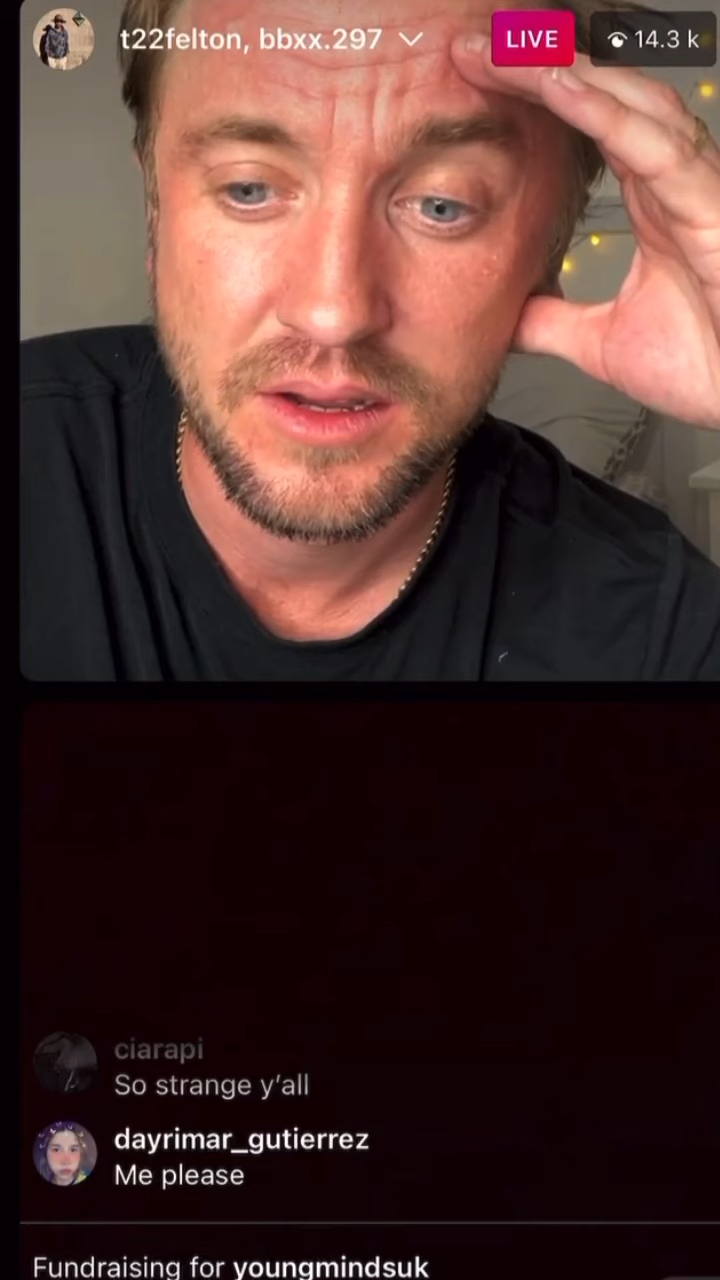 t22felton, bbxx.297
LIVE
14.3 k
ciarapi
So strange y’all
dayrimar_gutierrez
Me please
Fundraising for youngmindsuk